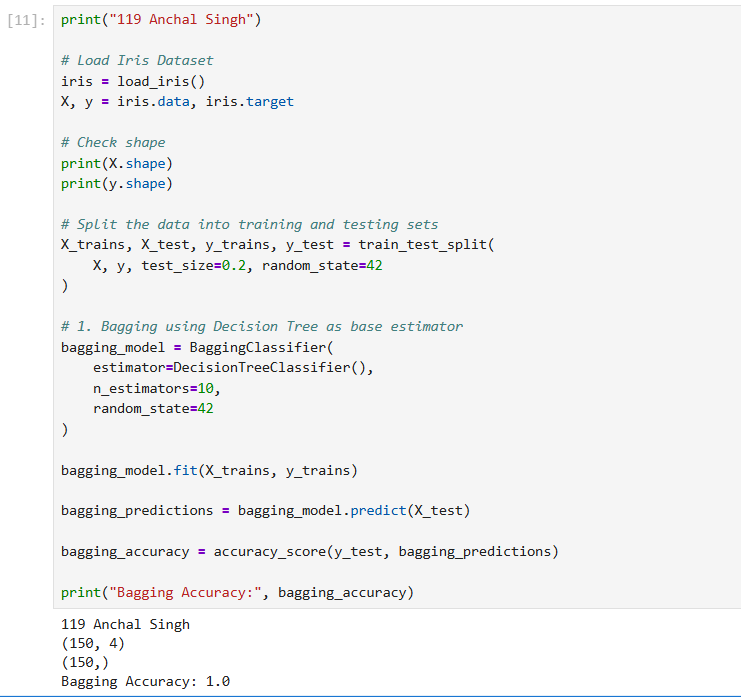 [11]: print("119 Anchal Singh")
# Load Iris Dataset
iris = load_iris()
X, y = iris.data, iris.target
# Check shape
print(X.shape)
print(y.shape)
# Split the data into training and testing sets
X_trains, X_test, y_trains, y_test = train_test_split(
    X, y, test_size=0.2, random_state=42
)
# 1. Bagging using Decision Tree as base estimator
bagging_model = BaggingClassifier(
    estimator=DecisionTreeClassifier(),
    n_estimators=10,
    random_state=42
)
bagging_model.fit(X_trains, y_trains)
bagging_predictions = bagging_model.predict(X_test)
bagging_accuracy = accuracy_score(y_test, bagging_predictions)
print("Bagging Accuracy:", bagging_accuracy)
119 Anchal Singh
(150, 4)
(150,)
Bagging Accuracy: 1.0